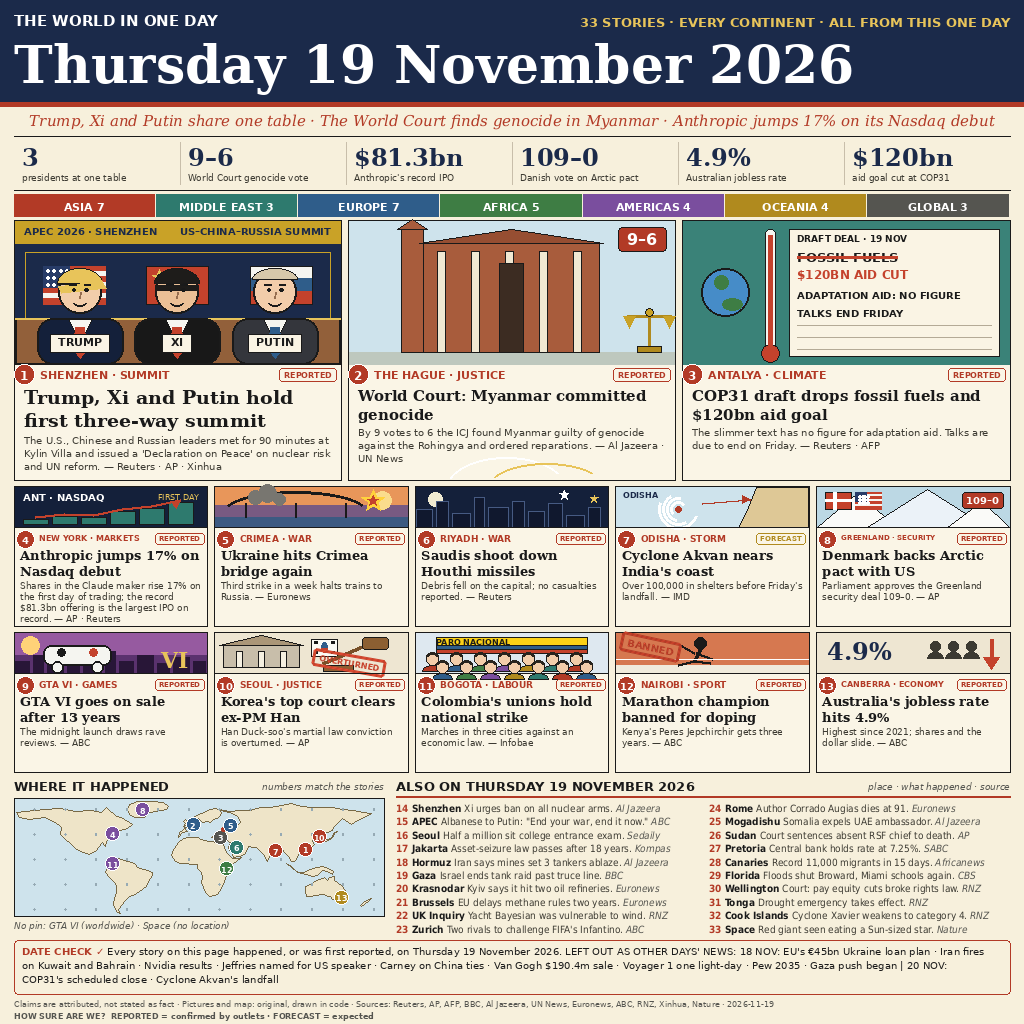 THE WORLD IN ONE DAY
33 STORIES · EVERY CONTINENT · ALL FROM THIS ONE DAY
Thursday 19 November 2026
Trump, Xi and Putin share one table · The World Court finds genocide in Myanmar · Anthropic jumps 17% on its Nasdaq debut
3
presidents at one table
9–6
World Court genocide vote
$81.3bn
Anthropic's record IPO
109–0
Danish vote on Arctic pact
4.9%
Australian jobless rate
$120bn
aid goal cut at COP31
ASIA 7
MIDDLE EAST 3
EUROPE 7
AFRICA 5
AMERICAS 4
OCEANIA 4
GLOBAL 3
APEC 2026 · SHENZHEN
US–CHINA–RUSSIA SUMMIT
TRUMP
XI
PUTIN
1 SHENZHEN · SUMMIT
REPORTED
Trump, Xi and Putin hold
first three-way summit
The U.S., Chinese and Russian leaders met for 90 minutes at
Kylin Villa and issued a 'Declaration on Peace' on nuclear risk
and UN reform. — Reuters · AP · Xinhua
9–6
2 THE HAGUE · JUSTICE
REPORTED
World Court: Myanmar committed
genocide
By 9 votes to 6 the ICJ found Myanmar guilty of genocide
against the Rohingya and ordered reparations. — Al Jazeera ·
UN News
DRAFT DEAL · 19 NOV
FOSSIL FUELS
$120BN AID CUT
ADAPTATION AID: NO FIGURE
TALKS END FRIDAY
3 ANTALYA · CLIMATE
REPORTED
COP31 draft drops fossil fuels and
$120bn aid goal
The slimmer text has no figure for adaptation aid. Talks are
due to end on Friday. — Reuters · AFP
ANT · NASDAQ
FIRST DAY
4 NEW YORK · MARKETS
REPORTED
Anthropic jumps 17% on
Nasdaq debut
Shares in the Claude maker rise 17% on
the first day of trading; the record
$81.3bn offering is the largest IPO on
record. — AP · Reuters
5 CRIMEA · WAR
REPORTED
Ukraine hits Crimea
bridge again
Third strike in a week halts trains to
Russia. — Euronews
6 RIYADH · WAR
REPORTED
Saudis shoot down
Houthi missiles
Debris fell on the capital; no casualties
reported. — Reuters
ODISHA
7 ODISHA · STORM
FORECAST
Cyclone Akvan nears
India's coast
Over 100,000 in shelters before Friday's
landfall. — IMD
109–0
8 GREENLAND · SECURITY
REPORTED
Denmark backs Arctic
pact with US
Parliament approves the Greenland
security deal 109–0. — AP
VI
9 GTA VI · GAMES
REPORTED
GTA VI goes on sale
after 13 years
The midnight launch draws rave
reviews. — ABC
OVERTURNED
10 SEOUL · JUSTICE
REPORTED
Korea's top court clears
ex-PM Han
Han Duck-soo's martial law conviction
is overturned. — AP
PARO NACIONAL
11 BOGOTA · LABOUR
REPORTED
Colombia's unions hold
national strike
Marches in three cities against an
economic law. — Infobae
BANNED
12 NAIROBI · SPORT
REPORTED
Marathon champion
banned for doping
Kenya's Peres Jepchirchir gets three
years. — ABC
4.9%
13 CANBERRA · ECONOMY
REPORTED
Australia's jobless rate
hits 4.9%
Highest since 2021; shares and the
dollar slide. — ABC
WHERE IT HAPPENED
numbers match the stories
8
2
5
4
3
6
10
7
1
11
12
13
No pin: GTA VI (worldwide) · Space (no location)
ALSO ON THURSDAY 19 NOVEMBER 2026
place · what happened · source
14 Shenzhen Xi urges ban on all nuclear arms. Al Jazeera
15 APEC Albanese to Putin: "End your war, end it now." ABC
16 Seoul Half a million sit college entrance exam. Sedaily
17 Jakarta Asset-seizure law passes after 18 years. Kompas
18 Hormuz Iran says mines set 3 tankers ablaze. Al Jazeera
19 Gaza Israel ends tank raid past truce line. BBC
20 Krasnodar Kyiv says it hit two oil refineries. Euronews
21 Brussels EU delays methane rules two years. Euronews
22 UK Inquiry Yacht Bayesian was vulnerable to wind. RNZ
23 Zurich Two rivals to challenge FIFA's Infantino. ABC
24 Rome Author Corrado Augias dies at 91. Euronews
25 Mogadishu Somalia expels UAE ambassador. Al Jazeera
26 Sudan Court sentences absent RSF chief to death. AP
27 Pretoria Central bank holds rate at 7.25%. SABC
28 Canaries Record 11,000 migrants in 15 days. Africanews
29 Florida Floods shut Broward, Miami schools again. CBS
30 Wellington Court: pay equity cuts broke rights law. RNZ
31 Tonga Drought emergency takes effect. RNZ
32 Cook Islands Cyclone Xavier weakens to category 4. RNZ
33 Space Red giant seen eating a Sun-sized star. Nature
DATE CHECK ✓ Every story on this page happened, or was first reported, on Thursday 19 November 2026. LEFT OUT AS OTHER DAYS' NEWS: 18 NOV: EU's €45bn Ukraine loan plan · Iran fires
on Kuwait and Bahrain · Nvidia results · Jeffries named for US speaker · Carney on China ties · Van Gogh $190.4m sale · Voyager 1 one light-day · Pew 2035 · Gaza push began | 20 NOV:
COP31's scheduled close · Cyclone Akvan's landfall
Claims are attributed, not stated as fact · Pictures and map: original, drawn in code · Sources: Reuters, AP, AFP, BBC, Al Jazeera, UN News, Euronews, ABC, RNZ, Xinhua, Nature · 2026-11-19
HOW SURE ARE WE? REPORTED = confirmed by outlets · FORECAST = expected